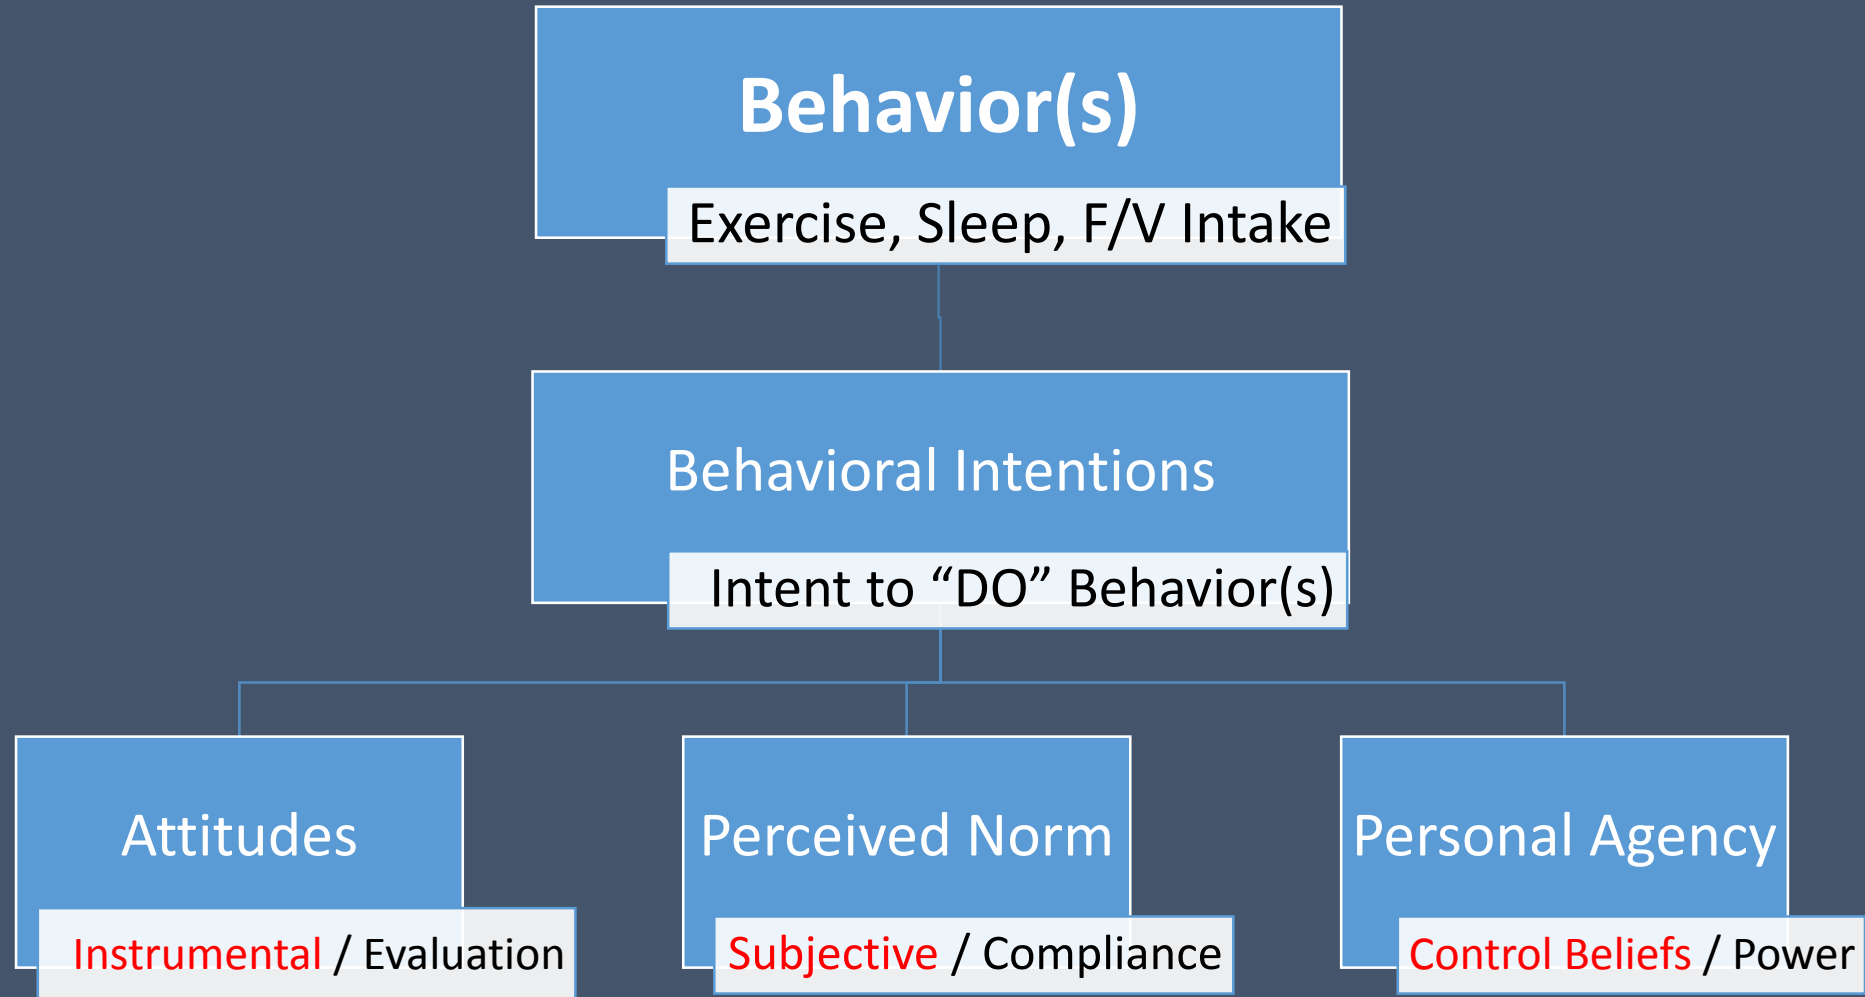 Behavior(s)
Exercise, Sleep, F/V Intake
Behavioral Intentions
Intent to “DO” Behavior(s)
Attitudes
Instrumental / Evaluation
Perceived Norm
Subjective / Compliance
Personal Agency
Control Beliefs / Power